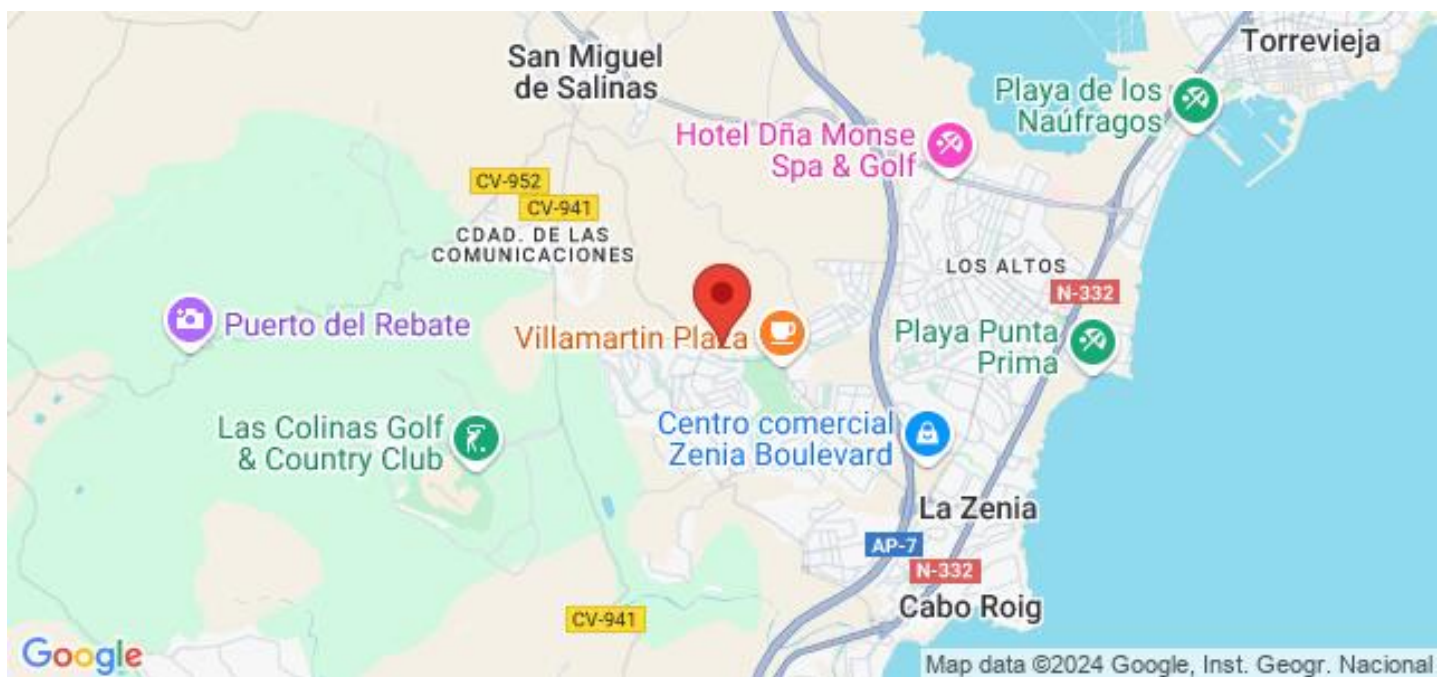 San Miguel
de Salinas
Torrevieja
Playa de los
Naúfragos
Hotel Dña Monse
Spa & Golf
CV-952
CV-941
CDAD. DE LAS
COMUNICACIONES
LOS ALTOS
N-332
Puerto del Rebate
Villamartin Plaza
Playa Punta
Prima
Las Colinas Golf
& Country Club
Centro comercial
Zenia Boulevard
La Zenia
AP-7
N-332
Cabo Roig
CV-941
Google
Map data ©2024 Google, Inst. Geogr. Nacional